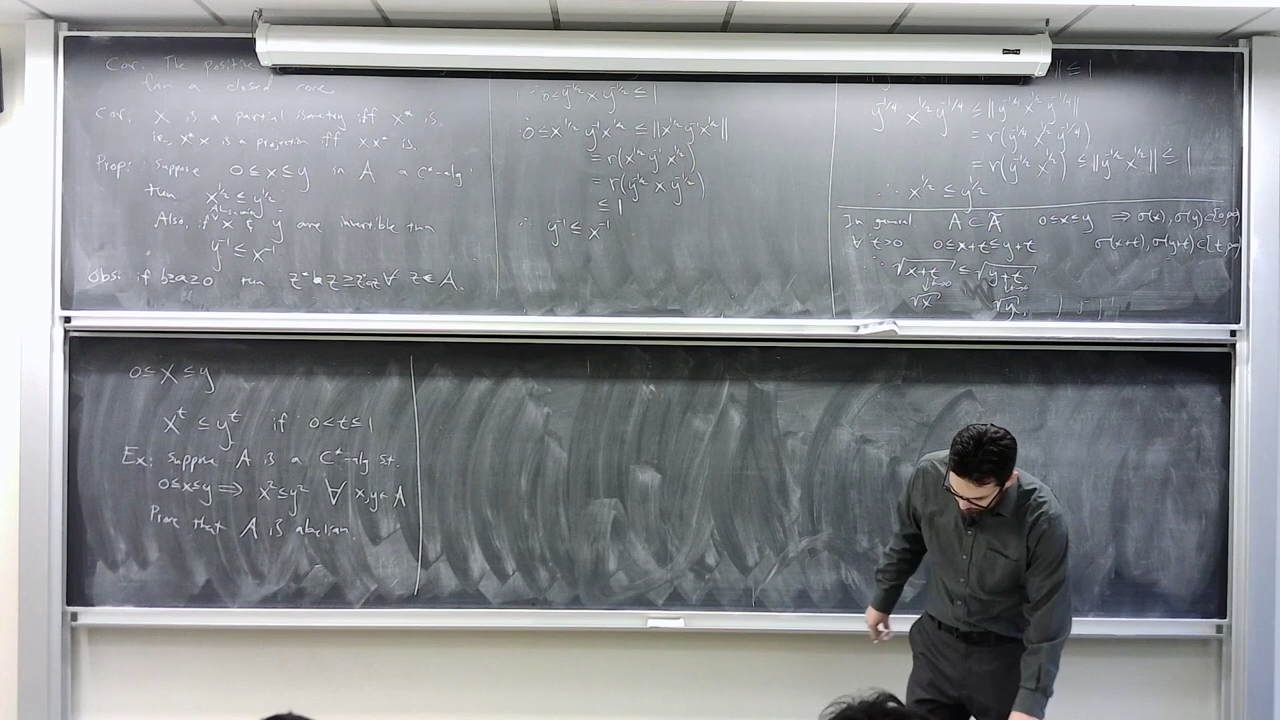 Cor: The positive
form a closed cone
Cor: X is a partial isometry iff X* is.
i.e., X*X is a projection iff XX* is.
Prop: Suppose 0≤x≤y in A a C*-alg
then x^{1/2} ≤ y^{1/2}
Also, if x & y are invertible then
y^{-1} ≤ x^{-1}
Obs: if b≥a≥0 then z*bz ≥ z*az ∀ z∈A.
∴ 0≤ y^{-1/2} x y^{-1/2} ≤ 1
0 ≤ x^{1/2} y^{-1} x^{1/2} ≤ ||x^{1/2} y^{-1} x^{1/2}||
= r(x^{1/2} y^{-1} x^{1/2})
= r(y^{-1/2} x y^{-1/2})
≤ 1
∴ y^{-1} ≤ x^{-1}
≤ 1
y^{-1/4} x^{1/2} y^{-1/4} ≤ ||y^{-1/4} x^{1/2} y^{-1/4}||
= r(y^{-1/4} x^{1/2} y^{-1/4})
= r(y^{-1/2} x^{1/2}) ≤ ||y^{-1/2} x^{1/2}|| ≤ 1
∴ x^{1/2} ≤ y^{1/2}
In general A ⊂ Ã 0≤x≤y ⇒ σ(x), σ(y) ⊂ [0,∞)
∀ t>0 0≤x+t≤y+t σ(x+t), σ(y+t) ⊂ [t,∞)
∴ √(x+t) ≤ √(y+t)
√x √y
0≤x≤y
x^t ≤ y^t if 0<t≤1
Ex: Suppose A is a C*-alg s.t.
0≤x≤y ⟹ x² ≤ y² ∀ x,y∈A
Prove that A is abelian.